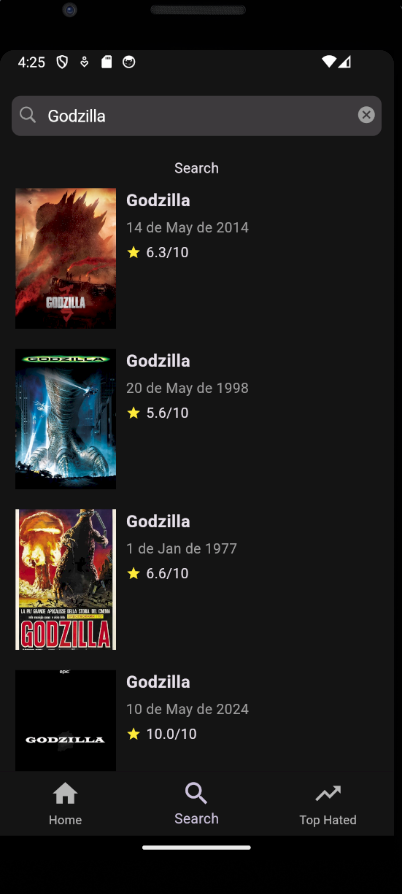 4:25
Godzilla
Search
Godzilla
14 de May de 2014
6.3/10
GODZILLA
Godzilla
20 de May de 1998
5.6/10
GODZILLA
Godzilla
1 de Jan de 1977
6.6/10
LA PIU' GRANDE APOCALISSE DELLA STORIA DEL CINEMA
GODZILLA
Godzilla
10 de May de 2024
10.0/10
epic
GODZILLA
Home
Search
Top Hated